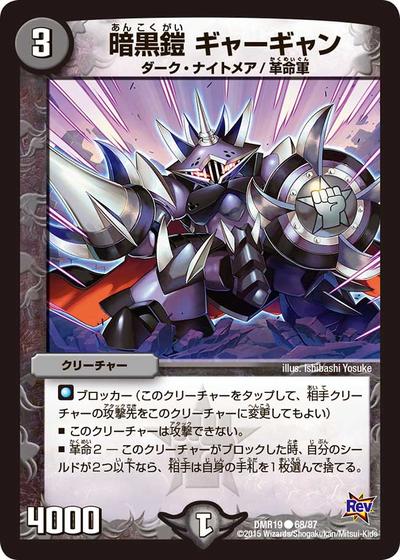 3
あんこくがい
暗黒鎧 ギャーギャン
かくめいぐん
ダーク・ナイトメア / 革命軍
クリーチャー
illus. Ishibashi Yosuke
ブロッカー (このクリーチャーをタップして、相手クリーチャーの攻撃先をこのクリーチャーに変更してもよい)
■ このクリーチャーは攻撃できない。
■ 革命2 ― このクリーチャーがブロックした時、自分のシールドが2つ以下なら、相手は自身の手札を1枚選んで捨てる。
Rev
4000
DMR19 ● 68/87
©2015 Wizards/Shogakukan/Mitsui-Kids